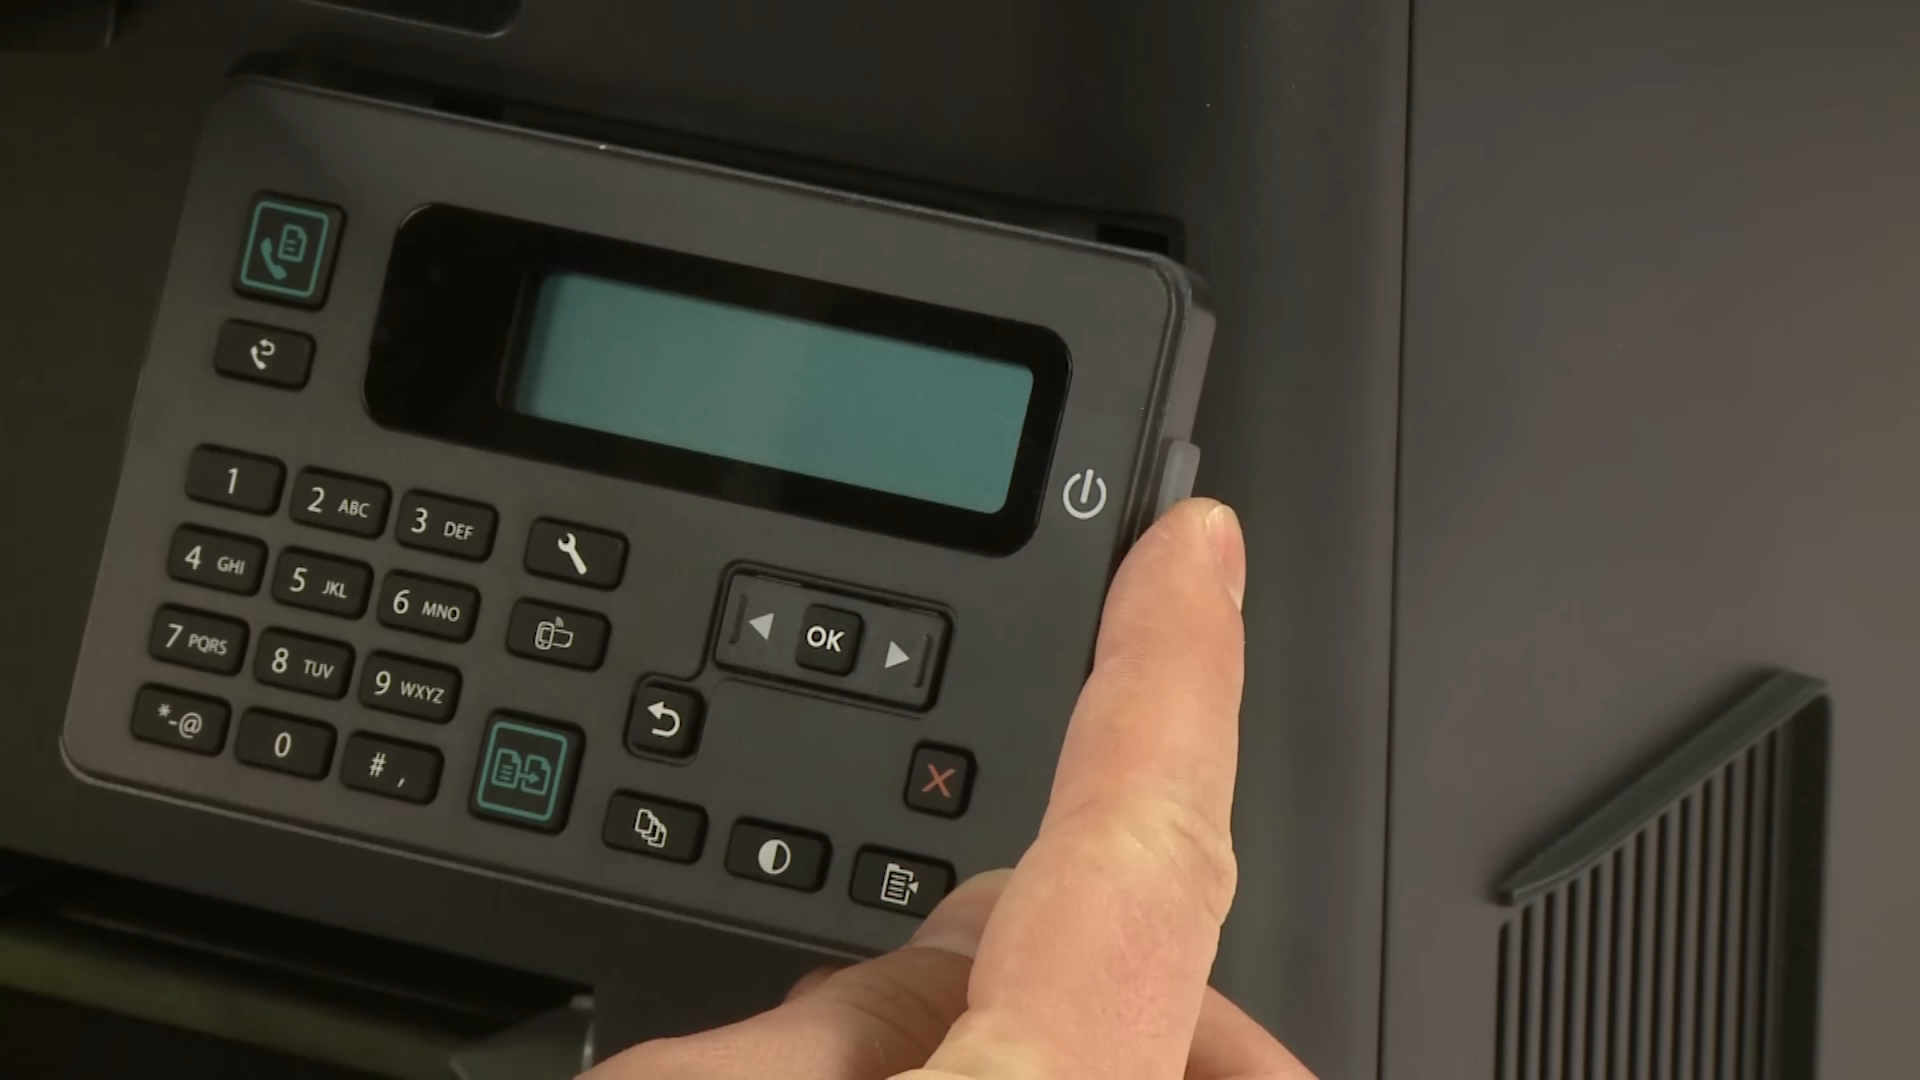 1 2 ABC 3 DEF
4 GHI 5 JKL 6 MNO
7 PQRS 8 TUV 9 WXYZ
*-@ 0 # ,
OK